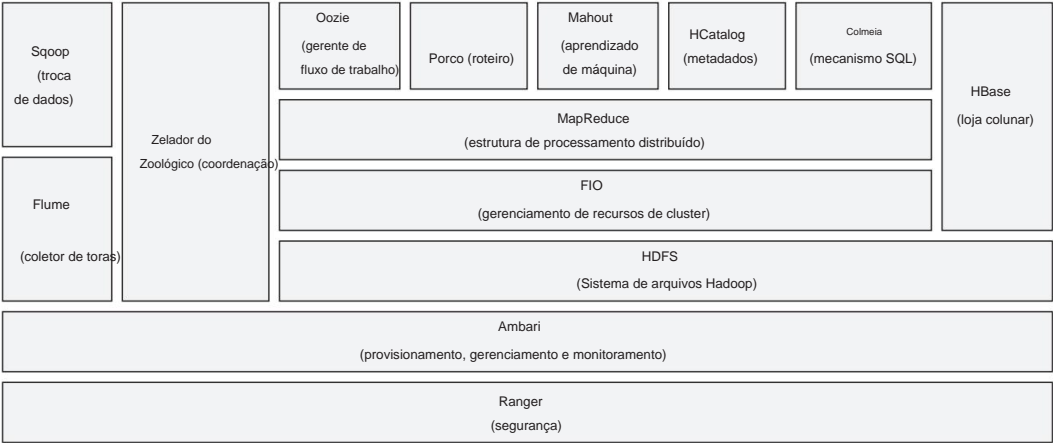 Sqoop
(troca
de dados)
Flume
(coletor de toras)
Zelador do
Zoológico (coordenação)
Oozie
(gerente de
fluxo de trabalho)
Porco (roteiro)
Mahout
(aprendizado
de máquina)
HCatalog
(metadados)
Colmeia
(mecanismo SQL)
HBase
(loja colunar)
MapReduce
(estrutura de processamento distribuído)
FIO
(gerenciamento de recursos de cluster)
HDFS
(Sistema de arquivos Hadoop)
Ambari
(provisionamento, gerenciamento e monitoramento)
Ranger
(segurança)